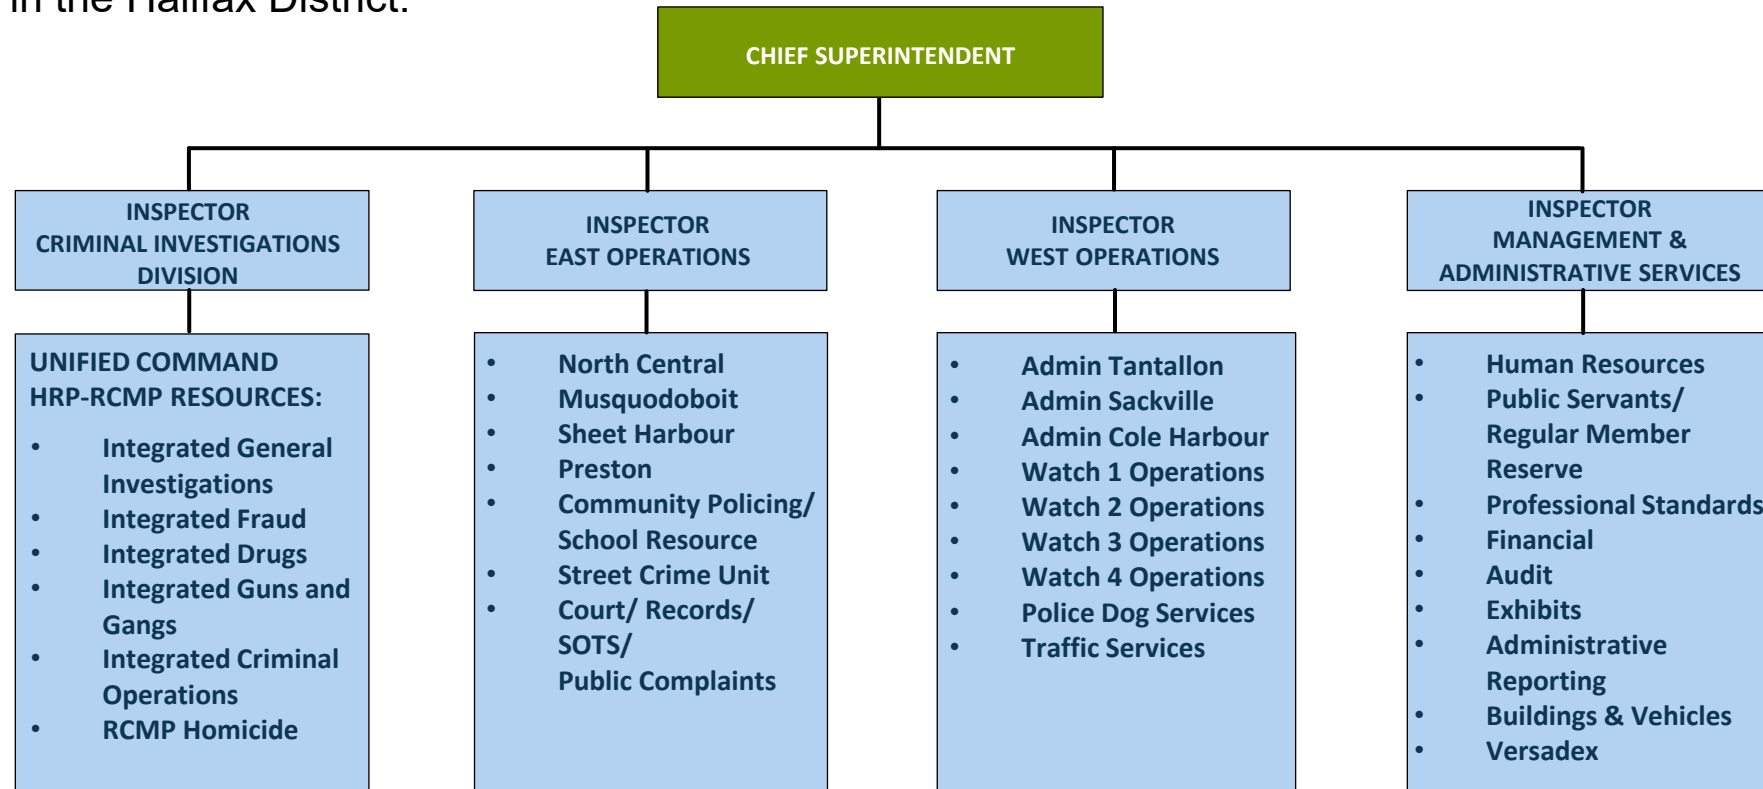 in the Halifax District.
CHIEF SUPERINTENDENT
INSPECTOR
CRIMINAL INVESTIGATIONS
DIVISION
UNIFIED COMMAND
HRP-RCMP RESOURCES:
• Integrated General
Investigations
• Integrated Fraud
• Integrated Drugs
• Integrated Guns and
Gangs
• Integrated Criminal
Operations
• RCMP Homicide
INSPECTOR
EAST OPERATIONS
• North Central
• Musquodoboit
• Sheet Harbour
• Preston
• Community Policing/
School Resource
• Street Crime Unit
• Court/ Records/
SOTS/
Public Complaints
INSPECTOR
WEST OPERATIONS
• Admin Tantallon
• Admin Sackville
• Admin Cole Harbour
• Watch 1 Operations
• Watch 2 Operations
• Watch 3 Operations
• Watch 4 Operations
• Police Dog Services
• Traffic Services
INSPECTOR
MANAGEMENT &
ADMINISTRATIVE SERVICES
• Human Resources
• Public Servants/
Regular Member
Reserve
• Professional Standards
• Financial
• Audit
• Exhibits
• Administrative
Reporting
• Buildings & Vehicles
• Versadex